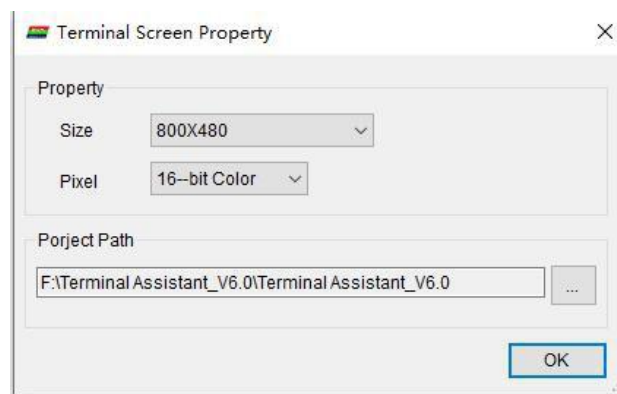 Terminal Screen Property
Property
Size 800X480
Pixel 16--bit Color
Porject Path
F:\Terminal Assistant_V6.0\Terminal Assistant_V6.0 ...
OK